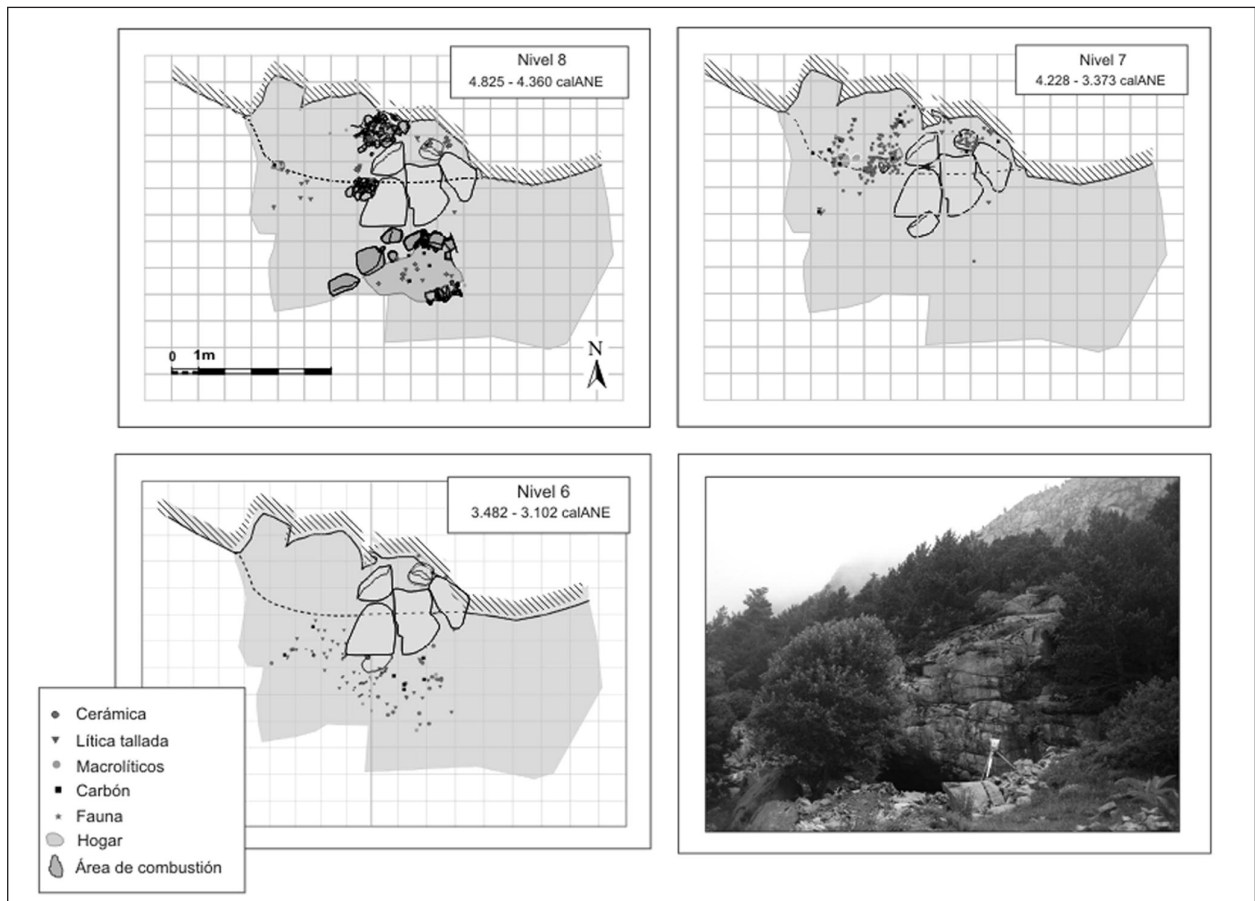 Nivel 8
4.825 - 4.360 calANE
Nivel 7
4.228 - 3.373 calANE
0 1m
N
Nivel 6
3.482 - 3.102 calANE
Cerámica
Lítica tallada
Macrolíticos
Carbón
Fauna
Hogar
Área de combustión